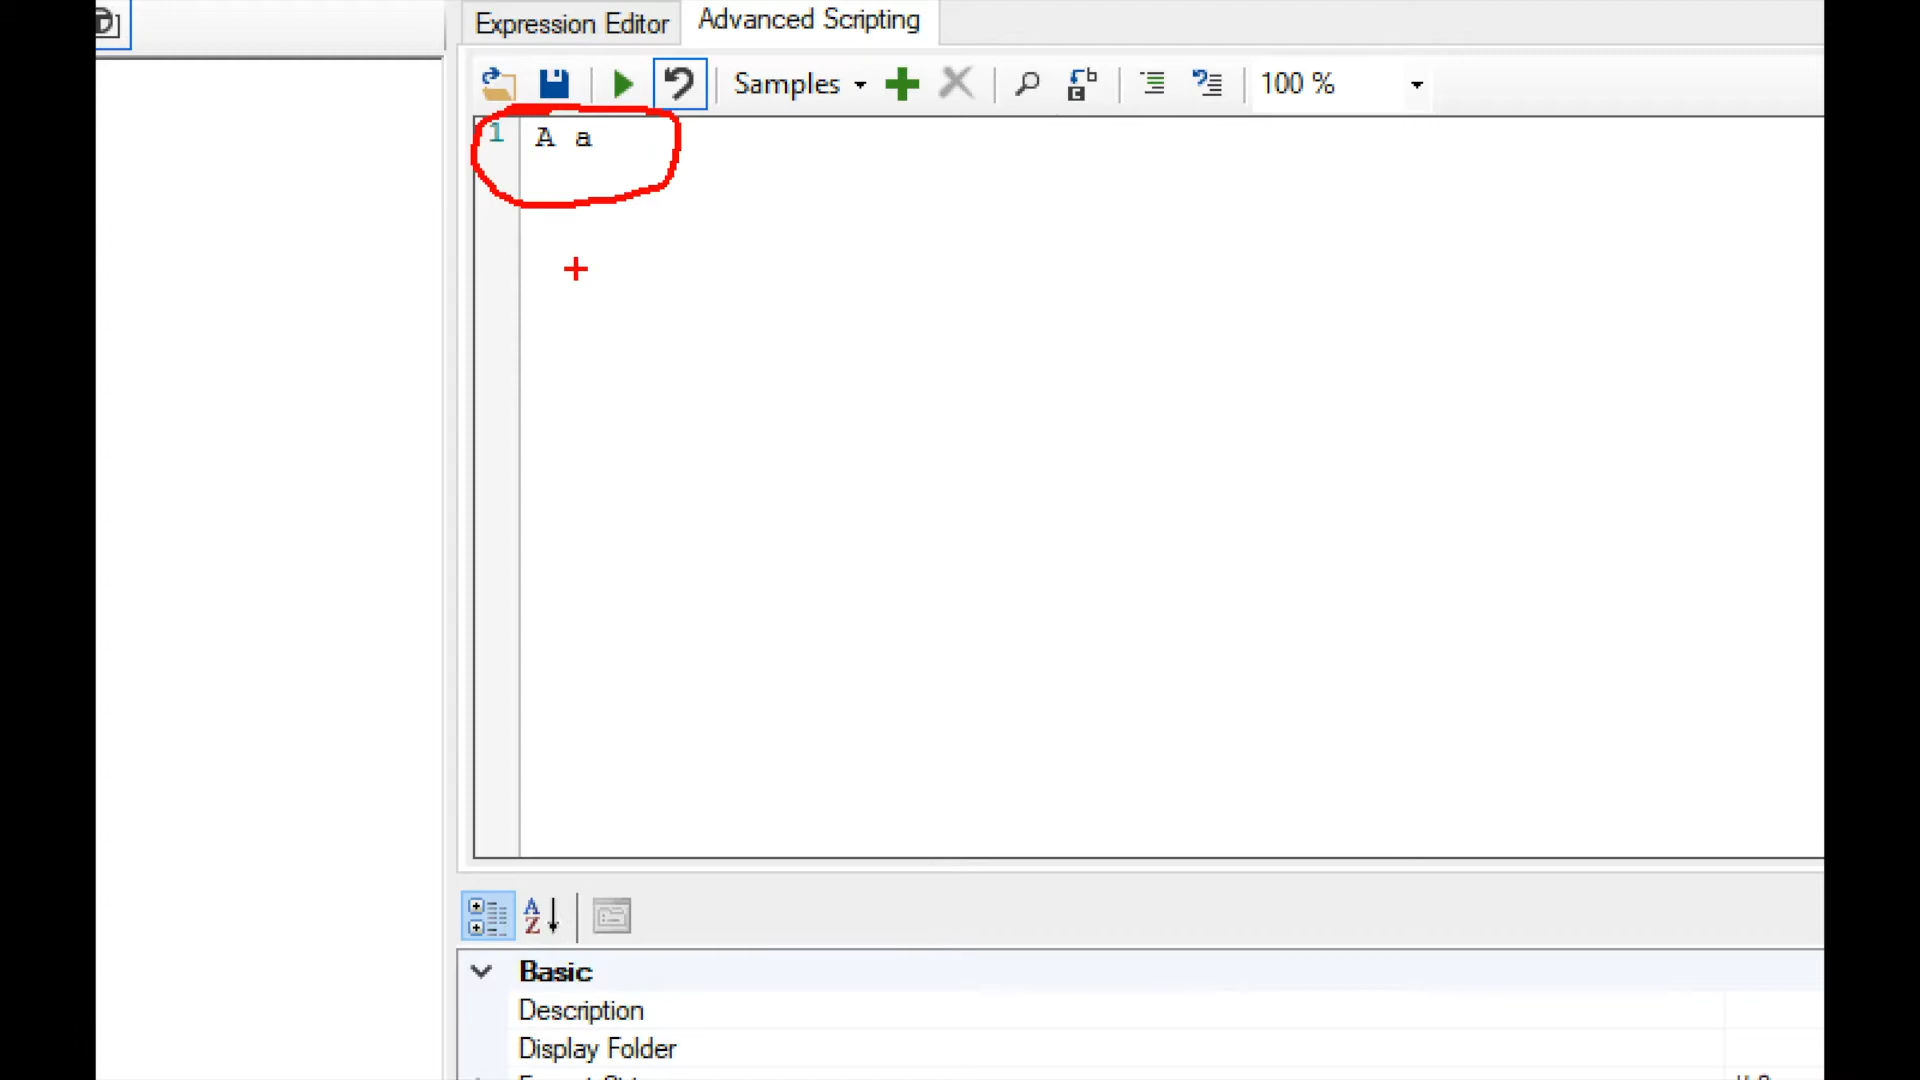 Expression Editor Advanced Scripting
Samples 100 %
1 A a
Basic
Description
Display Folder